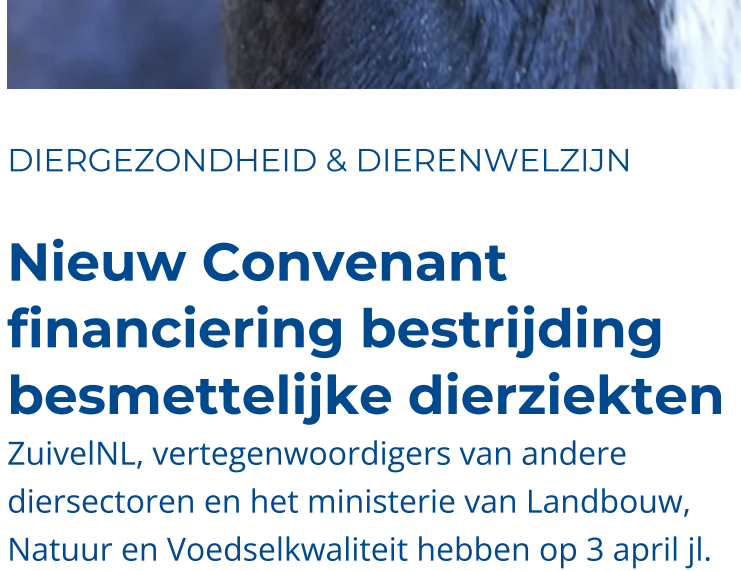 DIERGEZONDHEID & DIERENWELZIJN
Nieuw Convenant
financiering bestrijding
besmettelijke dierziekten
ZuivelNL, vertegenwoordigers van andere
diersectoren en het ministerie van Landbouw,
Natuur en Voedselkwaliteit hebben op 3 april jl.